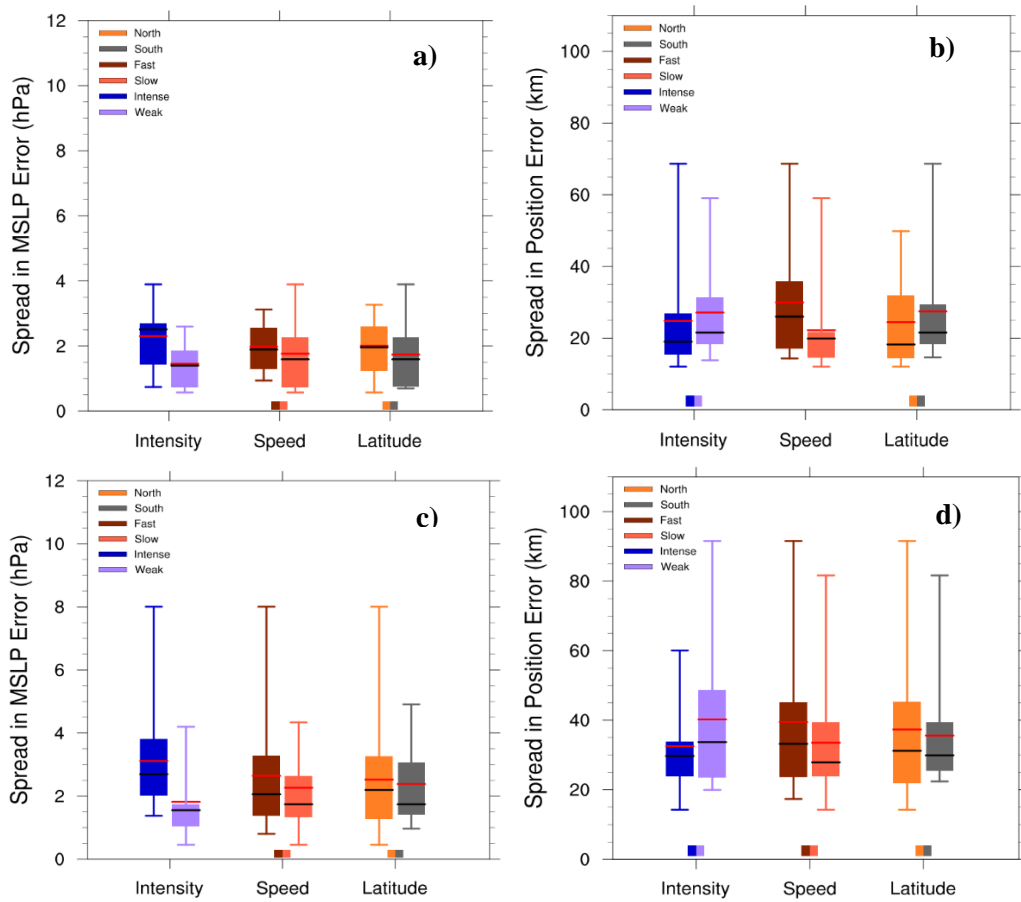 a)
Spread in MSLP Error (hPa)
12
10
8
6
4
2
0
North
South
Fast
Slow
Intense
Weak
Intensity
Speed
Latitude
b)
Spread in Position Error (km)
100
80
60
40
20
0
North
South
Fast
Slow
Intense
Weak
Intensity
Speed
Latitude
c)
Spread in MSLP Error (hPa)
12
10
8
6
4
2
0
North
South
Fast
Slow
Intense
Weak
Intensity
Speed
Latitude
d)
Spread in Position Error (km)
100
80
60
40
20
0
North
South
Fast
Slow
Intense
Weak
Intensity
Speed
Latitude